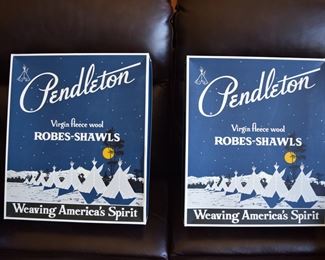 Pendleton
Virgin fleece wool
ROBES-SHAWLS
Weaving America's Spirit
Pendleton
Virgin fleece wool
ROBES-SHAWLS
Weaving America's Spirit